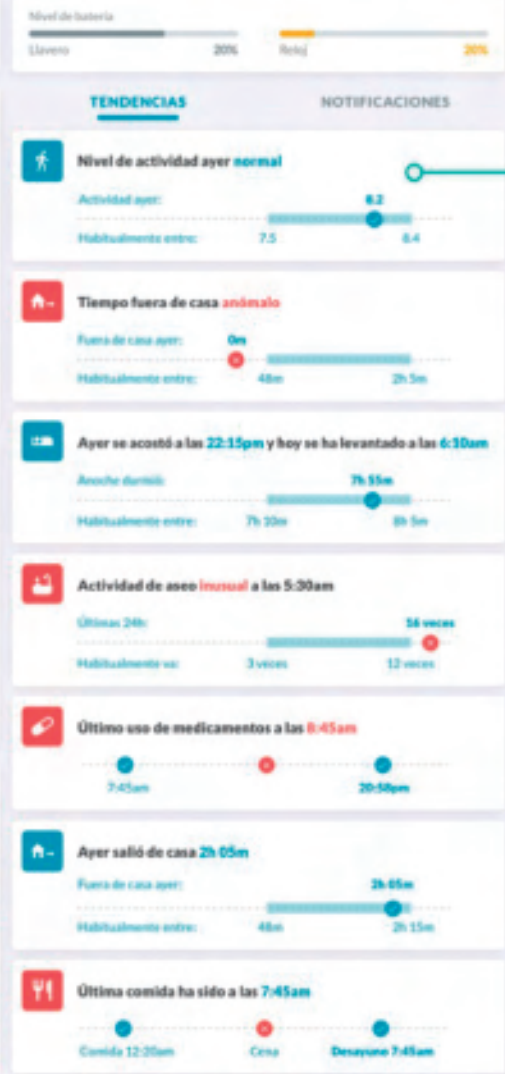 Nivel de batería
Llavero 20% Reloj 20%
TENDENCIAS NOTIFICACIONES
Nivel de actividad ayer normal
Actividad ayer: 8.2
Habitualmente entre: 7.5 8.4
Tiempo fuera de casa anómalo
Fuera de casa ayer: 0m
Habitualmente entre: 48m 2h 5m
Ayer se acostó a las 22:15pm y hoy se ha levantado a las 6:10am
Anoche durmió: 7h 55m
Habitualmente entre: 7h 10m 8h 5m
Actividad de aseo inusual a las 5:30am
Últimas 24h: 16 veces
Habitualmente va: 3 veces 12 veces
Último uso de medicamentos a las 8:45am
7:45am 20:58pm
Ayer salió de casa 2h 05m
Fuera de casa ayer: 2h 05m
Habitualmente entre: 48m 2h 15m
Última comida ha sido a las 7:45am
Comida 12:20am Cena Desayuno 7:45am